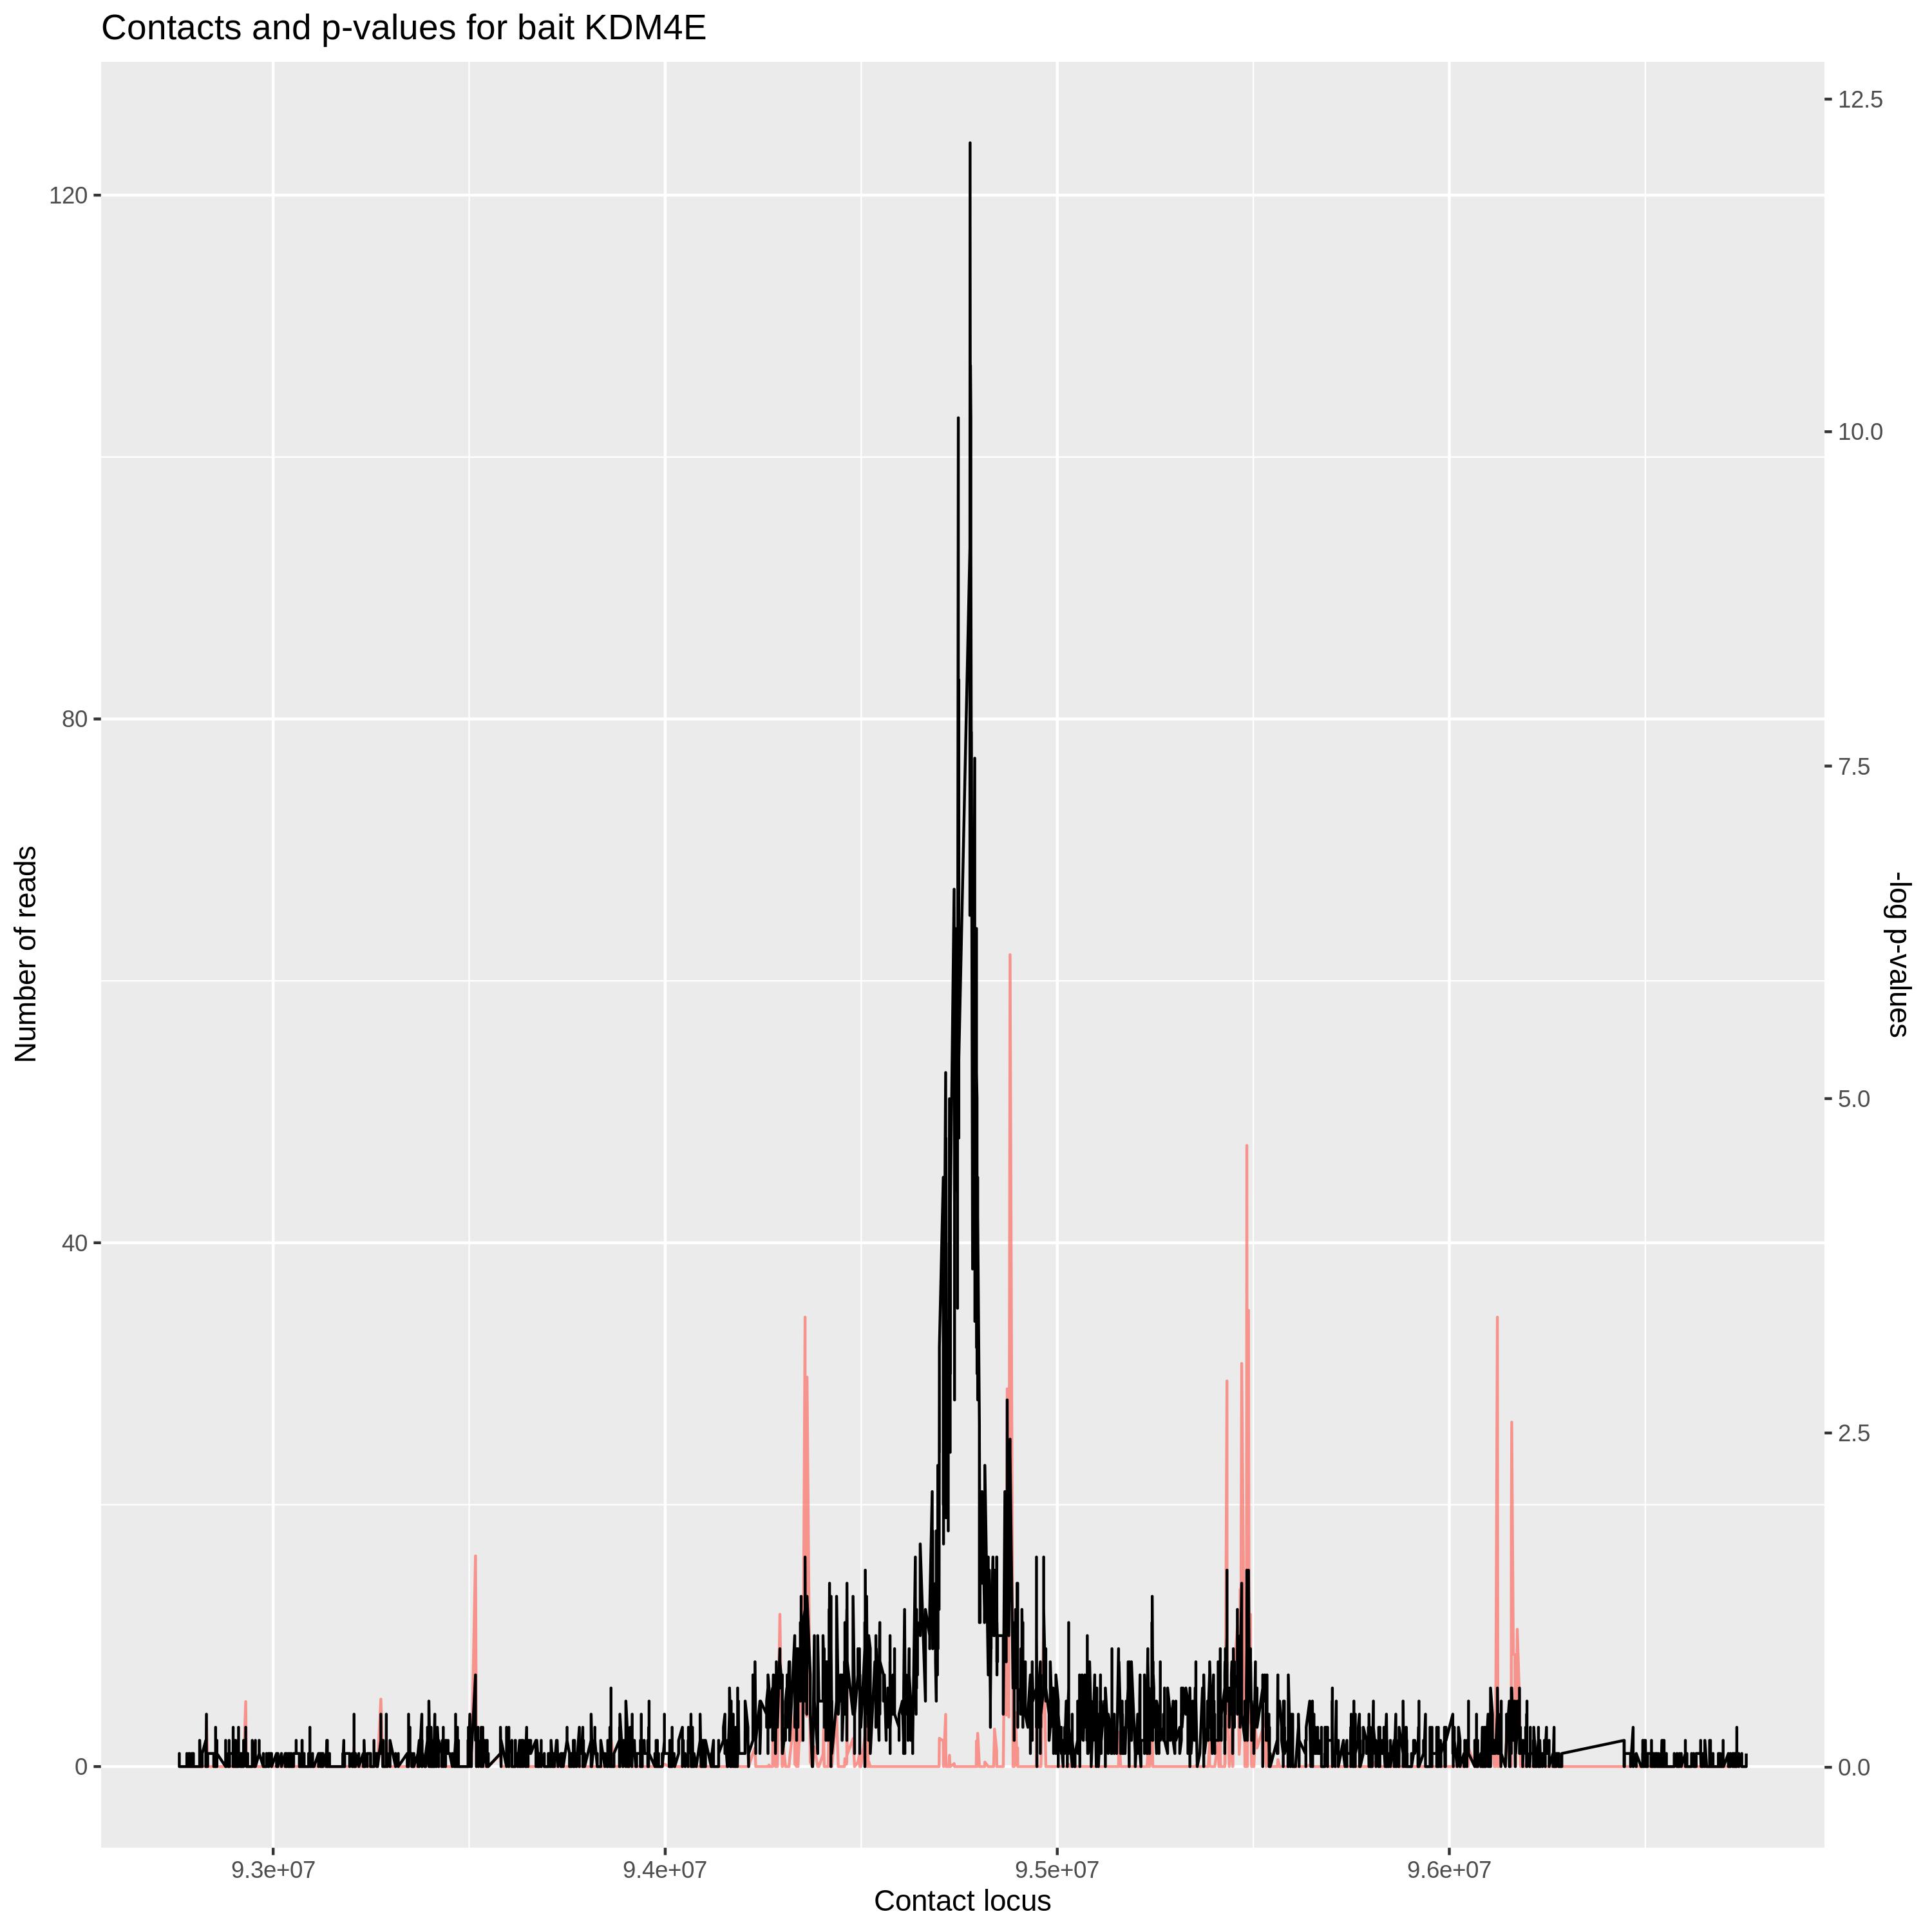 Contacts and p-values for bait KDM4E
12.5
120
10.0
80
7.5
5.0
40
2.5
0
0.0
Number of reads
-log p-values
9.3e+07 9.4e+07 9.5e+07 9.6e+07
Contact locus